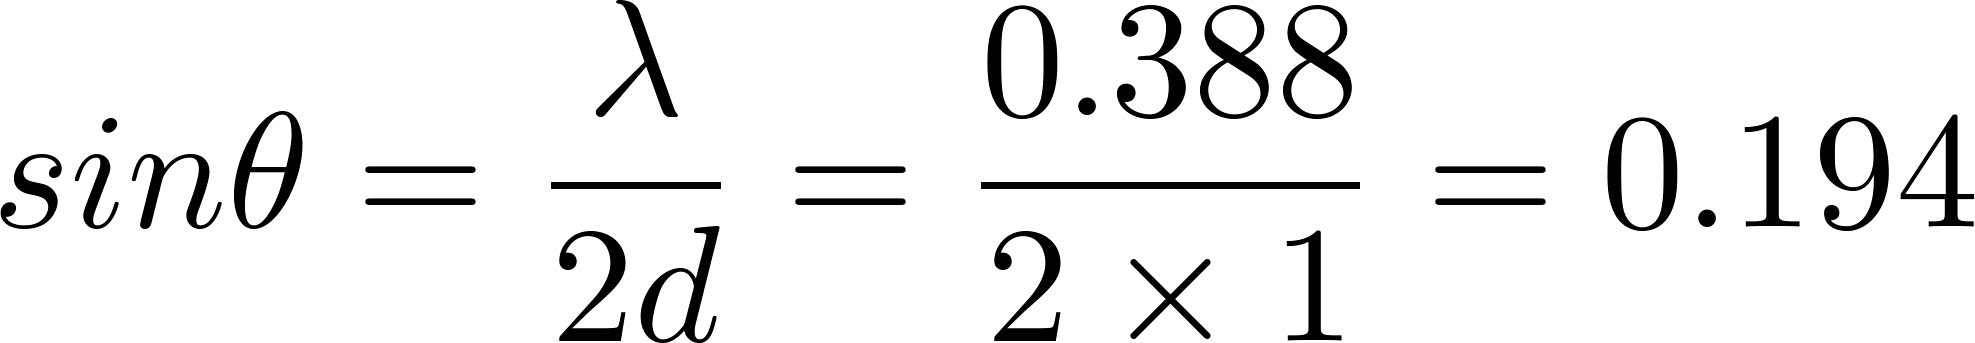 sinθ = λ/2d = 0.388/2 × 1 = 0.194